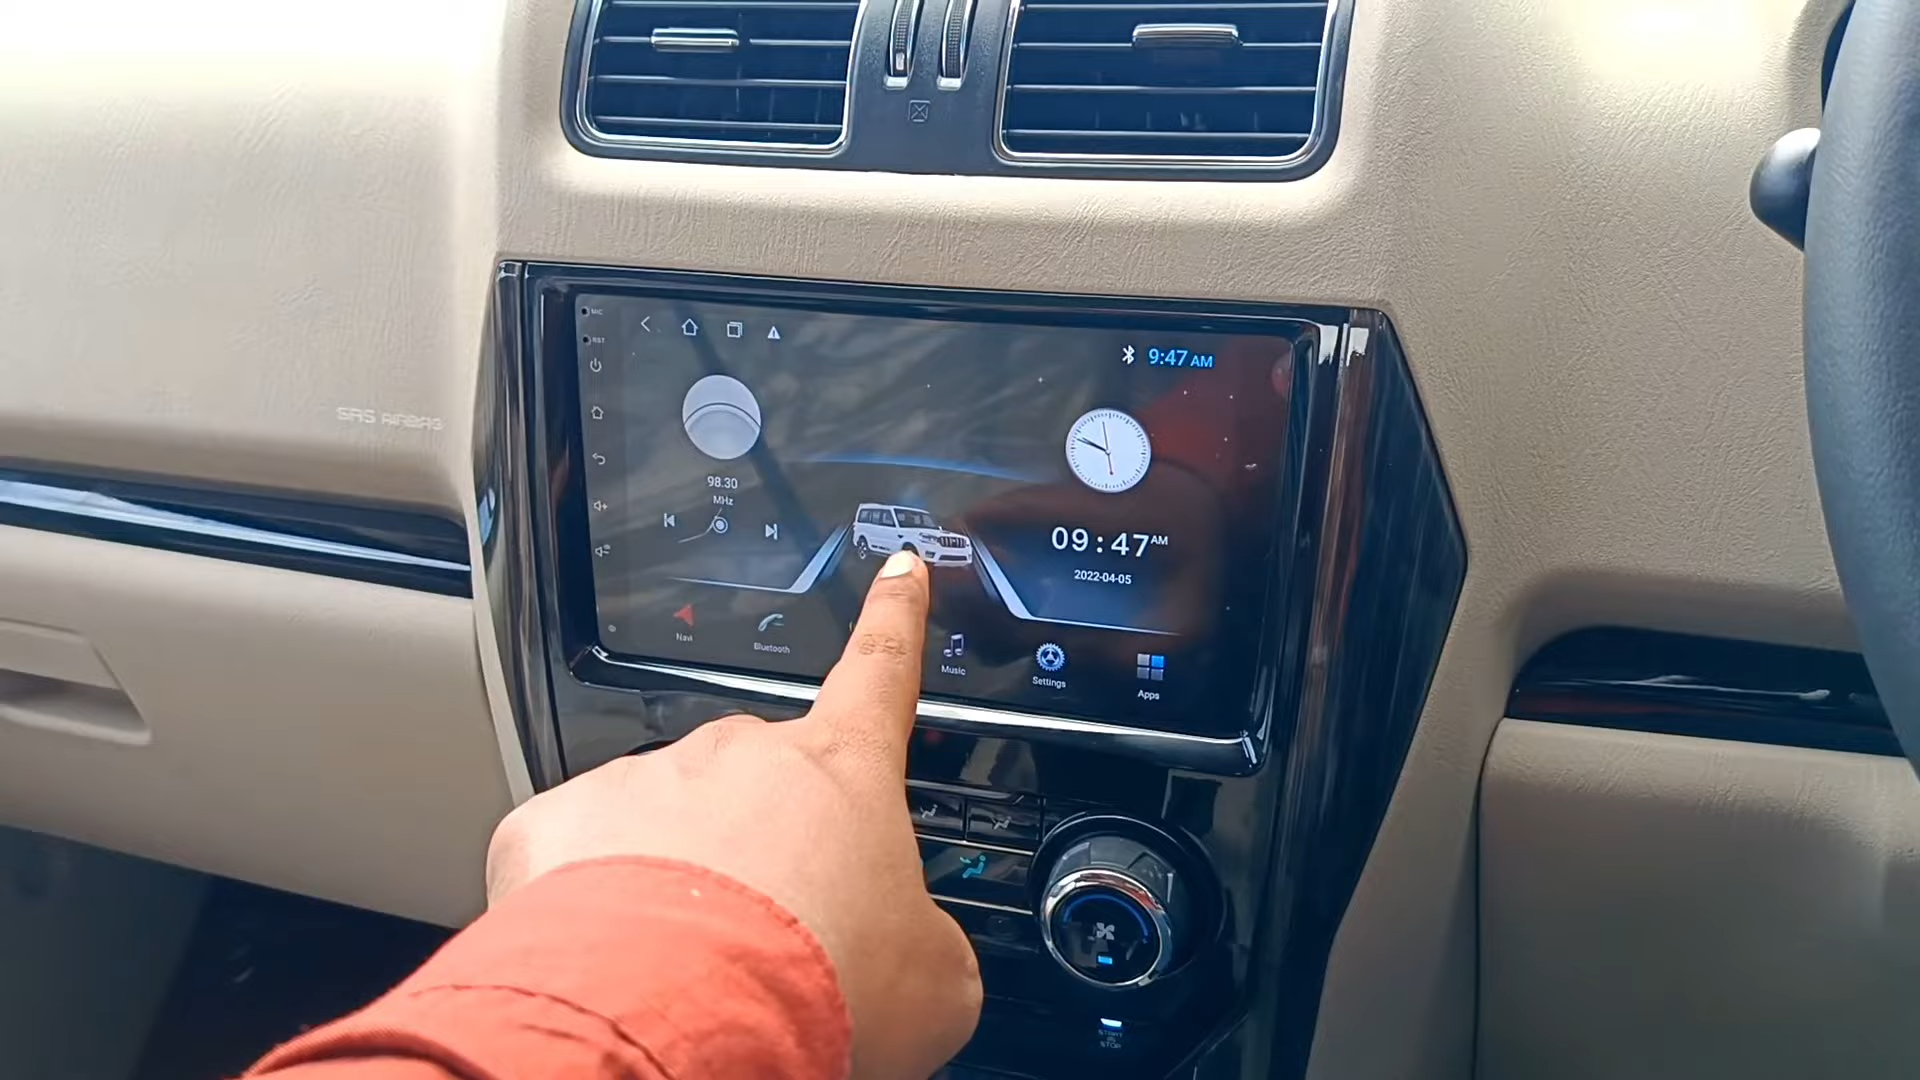 MIC
RST
9:47 AM
SRS AIRBAG
98.30
MHz
09:47 AM
2022-04-05
Navi
Bluetooth
Music
Settings
Apps
START
STOP